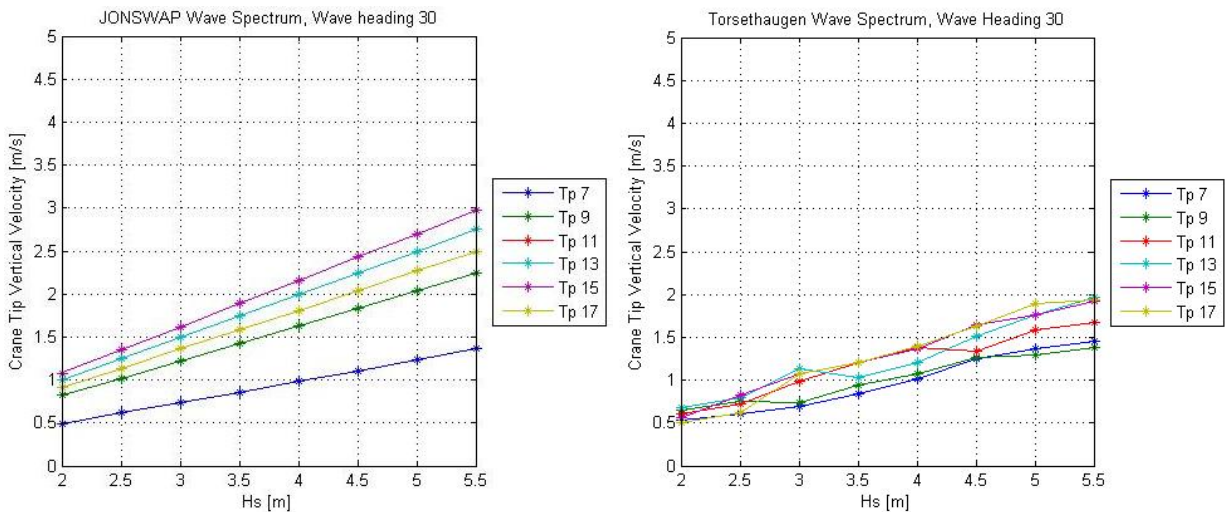 JONSWAP Wave Spectrum, Wave heading 30
5
4.5
4
3.5
3
2.5
2
1.5
1
0.5
0
Crane Tip Vertical Velocity [m/s]
2 2.5 3 3.5 4 4.5 5 5.5
Hs [m]
Tp 7
Tp 9
Tp 11
Tp 13
Tp 15
Tp 17
Torsethaugen Wave Spectrum, Wave Heading 30
5
4.5
4
3.5
3
2.5
2
1.5
1
0.5
0
Crane Tip Vertical Velocity [m/s]
2 2.5 3 3.5 4 4.5 5 5.5
Hs [m]
Tp 7
Tp 9
Tp 11
Tp 13
Tp 15
Tp 17